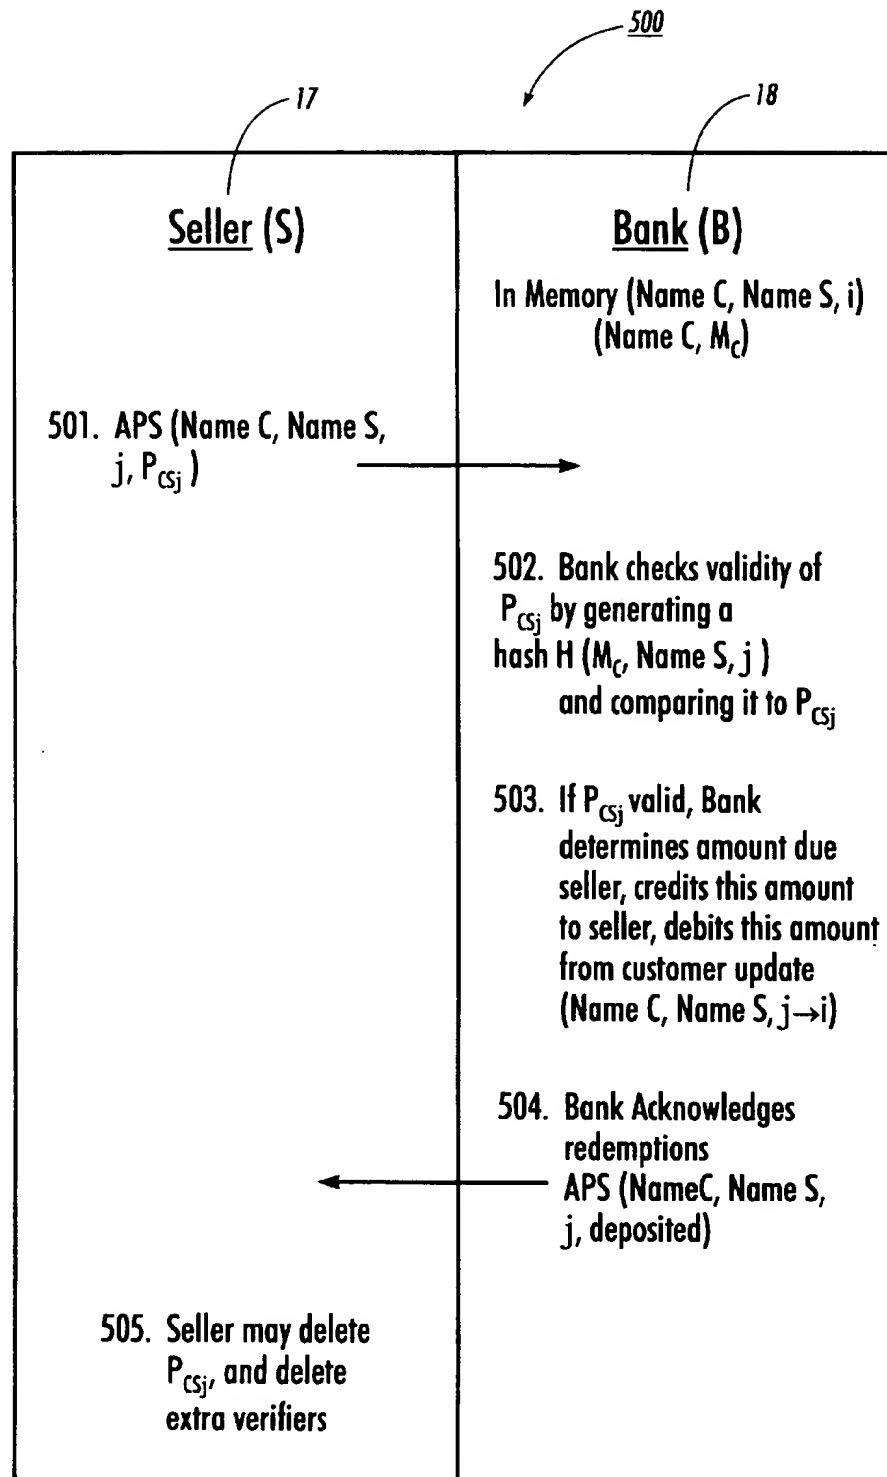 500
17
18
Seller (S)
Bank (B)
In Memory (Name C, Name S, i)
(Name C, M_C)
501. APS (Name C, Name S,
j, P_CSj )
502. Bank checks validity of
P_CSj by generating a
hash H (M_C, Name S, j )
and comparing it to P_CSj
503. If P_CSj valid, Bank
determines amount due
seller, credits this amount
to seller, debits this amount
from customer update
(Name C, Name S, j→i)
504. Bank Acknowledges
redemptions
APS (NameC, Name S,
j, deposited)
505. Seller may delete
P_CSj, and delete
extra verifiers